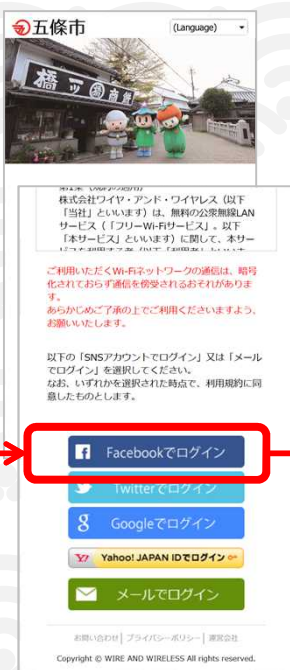 五條市
(Language)
株式会社ワイヤ・アンド・ワイヤレス（以下
「当社」といいます）は、無料の公衆無線LAN
サービス（「フリーWi-Fiサービス」。以下
「本サービス」といいます）に関して、本サー
ご利用いただくWi-Fiネットワークの通信は、暗号
化されておらず通信を傍受されるおそれがありま
す。
あらかじめご了承の上でご利用くださいますよう、
お願いいたします。
以下の「SNSアカウントでログイン」又は「メール
でログイン」を選択してください。
なお、いずれかを選択された時点で、利用規約に同
意したものとします。
Facebookでログイン
Twitterでログイン
Googleでログイン
Yahoo! JAPAN IDでログイン
メールでログイン
お問い合わせ | プライバシーポリシー | 運営会社
Copyright © WIRE AND WIRELESS All rights reserved.